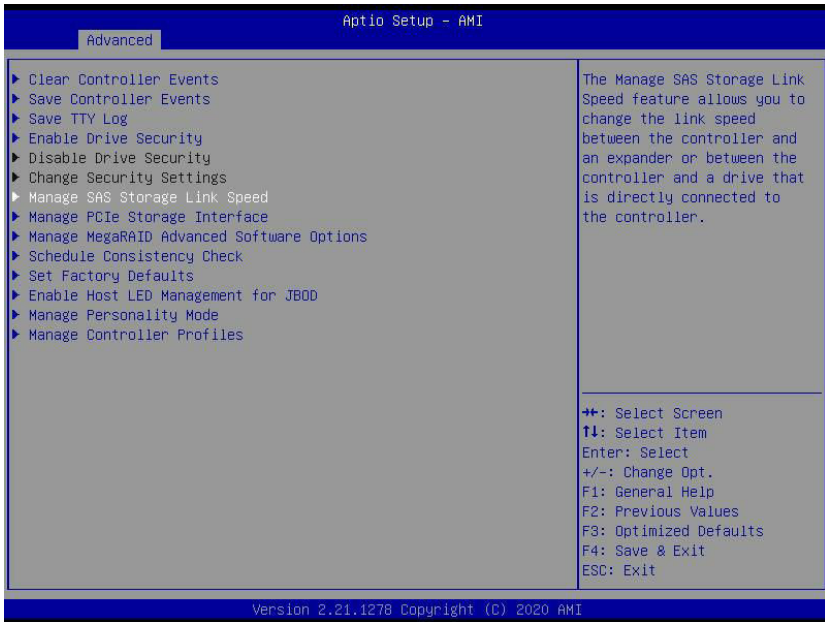 Aptio Setup - AMI
Advanced
▶ Clear Controller Events
▶ Save Controller Events
▶ Save TTY Log
▶ Enable Drive Security
▶ Disable Drive Security
▶ Change Security Settings
▶ Manage SAS Storage Link Speed
▶ Manage PCIe Storage Interface
▶ Manage MegaRAID Advanced Software Options
▶ Schedule Consistency Check
▶ Set Factory Defaults
▶ Enable Host LED Management for JBOD
▶ Manage Personality Mode
▶ Manage Controller Profiles
The Manage SAS Storage Link
Speed feature allows you to
change the link speed
between the controller and
an expander or between the
controller and a drive that
is directly connected to
the controller.
→←: Select Screen
↑↓: Select Item
Enter: Select
+/-: Change Opt.
F1: General Help
F2: Previous Values
F3: Optimized Defaults
F4: Save & Exit
ESC: Exit
Version 2.21.1278 Copyright (C) 2020 AMI